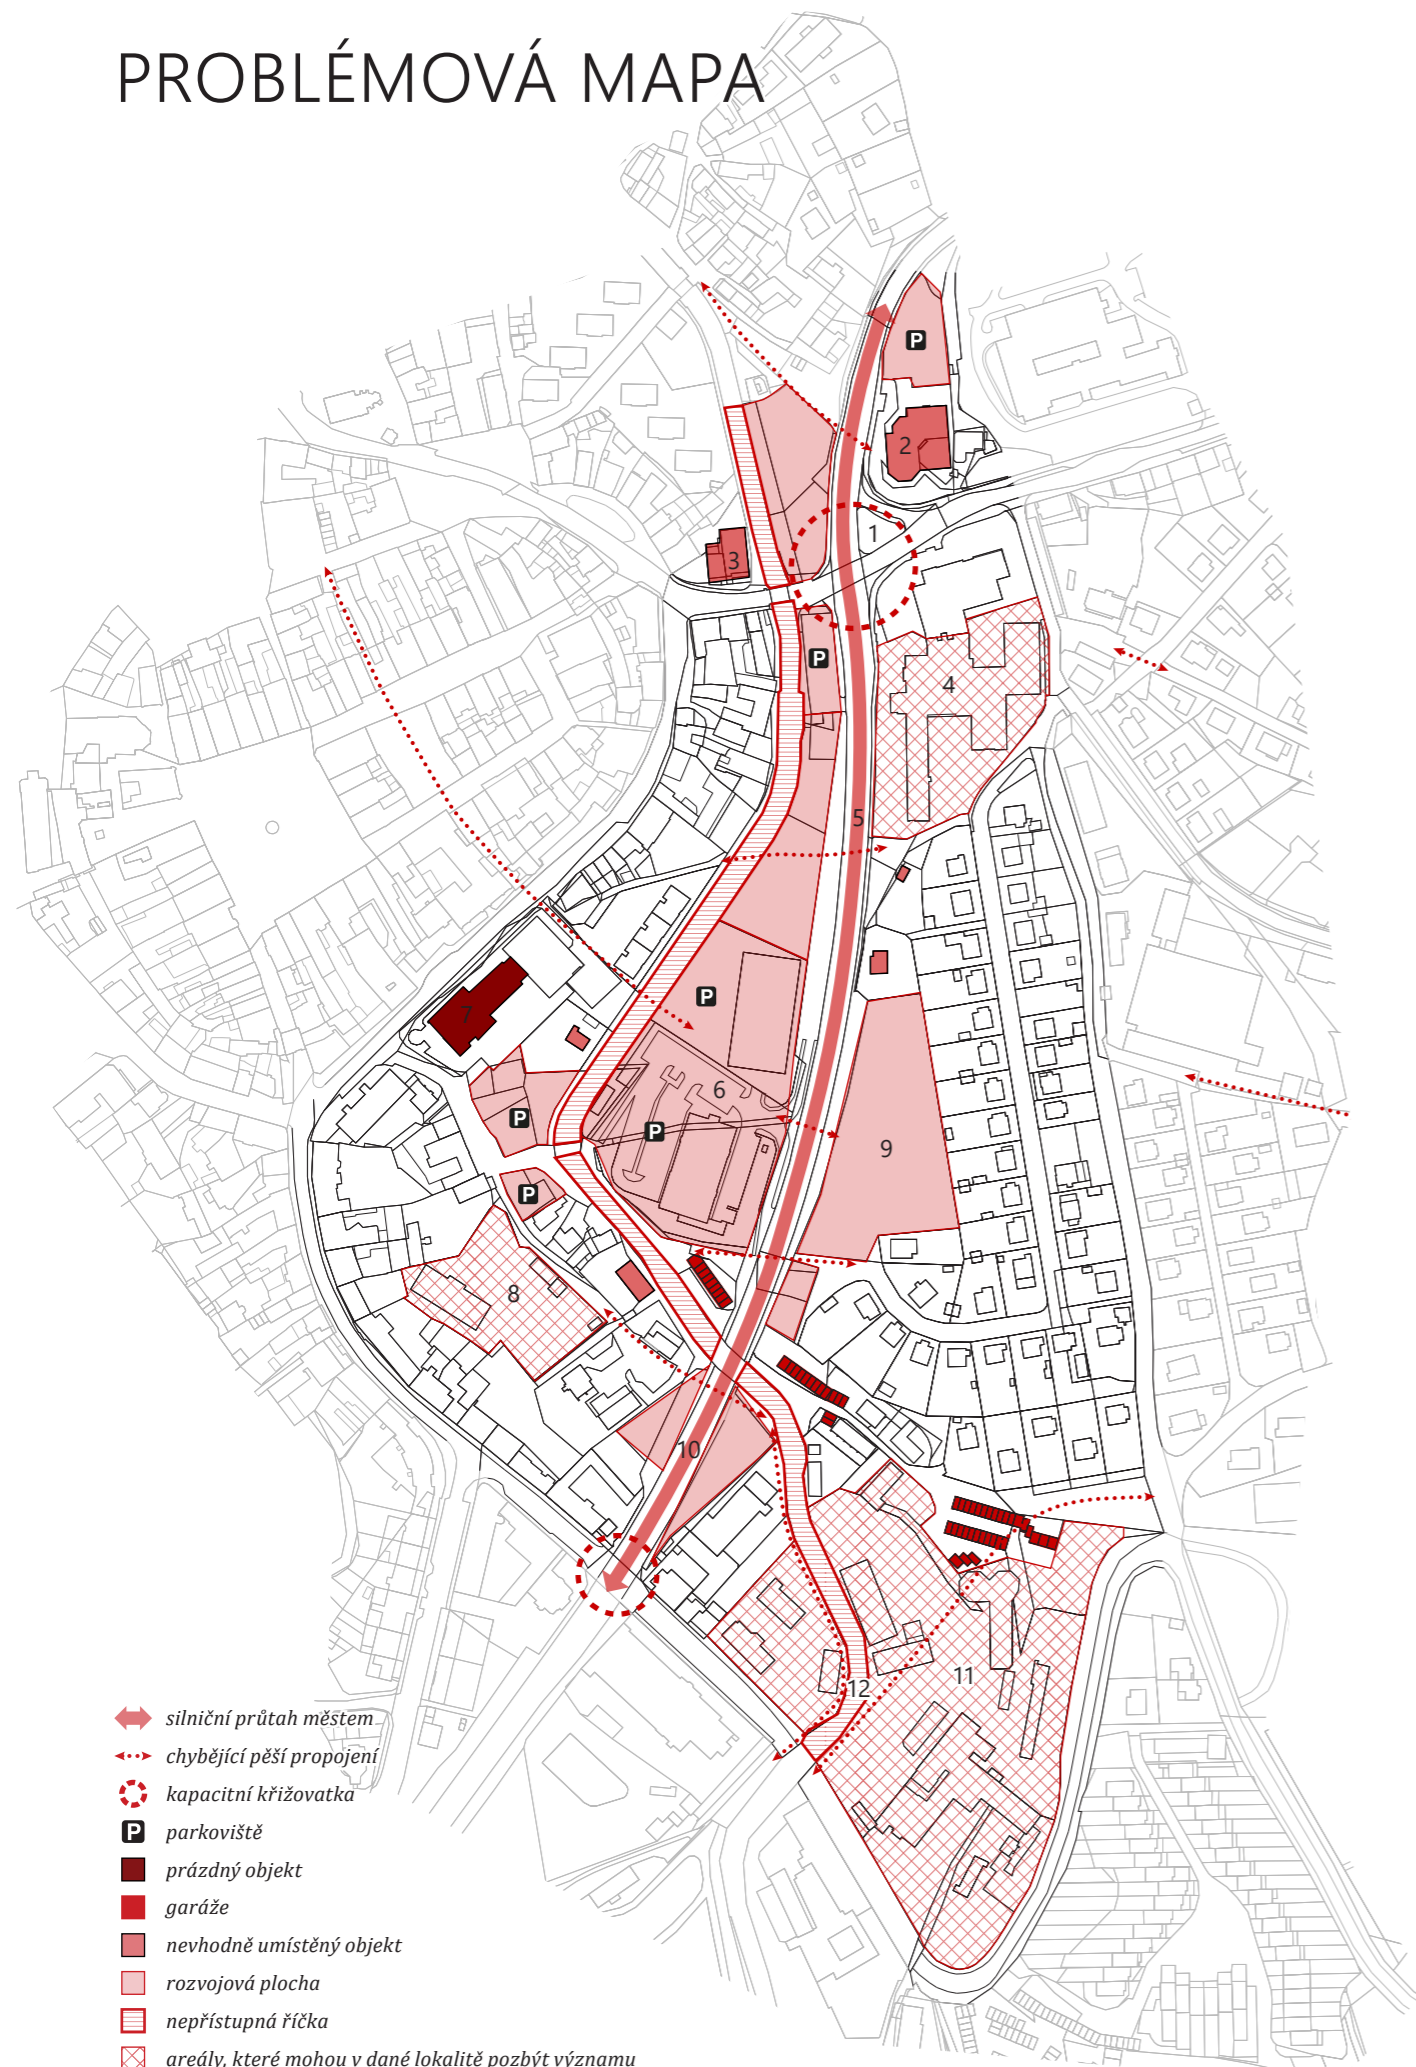 PROBLÉMOVÁ MAPA
P
2
1
3
P
4
5
P
7
6
P
P
9
P
8
10
11
12
silniční průtah městem
chybějící pěší propojení
kapacitní křižovatka
P parkoviště
prázdný objekt
garáže
nevhodně umístěný objekt
rozvojová plocha
nepřístupná říčka
areály, které mohou v dané lokalitě pozbýt významu